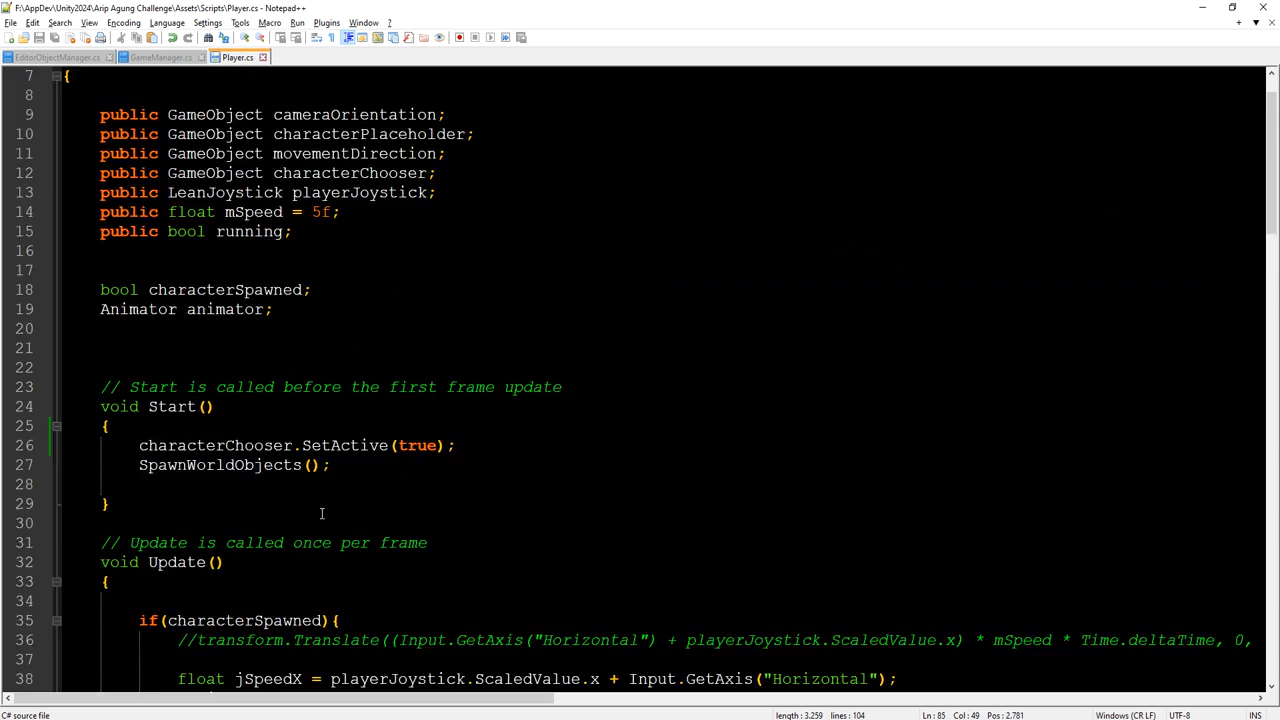 F:\AppDev\Unity2024\Arip Agung Challenge\Assets\Scripts\Player.cs - Notepad++
File Edit Search View Encoding Language Settings Tools Macro Run Plugins Window ?
EditorObjectManager.cs GameManager.cs Player.cs
7 {
8
9 public GameObject cameraOrientation;
10 public GameObject characterPlaceholder;
11 public GameObject movementDirection;
12 public GameObject characterChooser;
13 public LeanJoystick playerJoystick;
14 public float mSpeed = 5f;
15 public bool running;
16
17
18 bool characterSpawned;
19 Animator animator;
20
21
22
23 // Start is called before the first frame update
24 void Start()
25 {
26 characterChooser.SetActive(true);
27 SpawnWorldObjects();
28
29 }
30
31 // Update is called once per frame
32 void Update()
33 {
34
35 if(characterSpawned){
36 //transform.Translate((Input.GetAxis("Horizontal") + playerJoystick.ScaledValue.x) * mSpeed * Time.deltaTime, 0,
37
38 float jSpeedX = playerJoystick.ScaledValue.x + Input.GetAxis("Horizontal");
C# source file length : 3.259 lines : 104 Ln : 85 Col : 49 Pos : 2.781 Windows (CR LF) UTF-8 INS